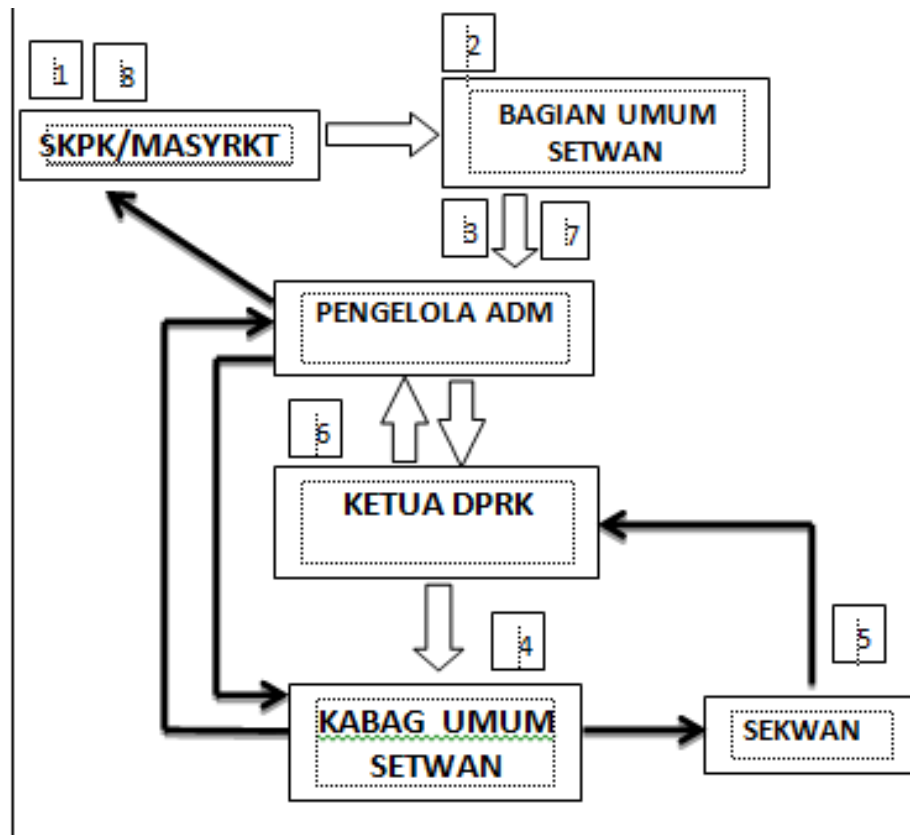 1
8
2
SKPK/MASYRKT
BAGIAN UMUM
SETWAN
3
7
PENGELOLA ADM
6
KETUA DPRK
4
5
KABAG UMUM
SETWAN
SEKWAN